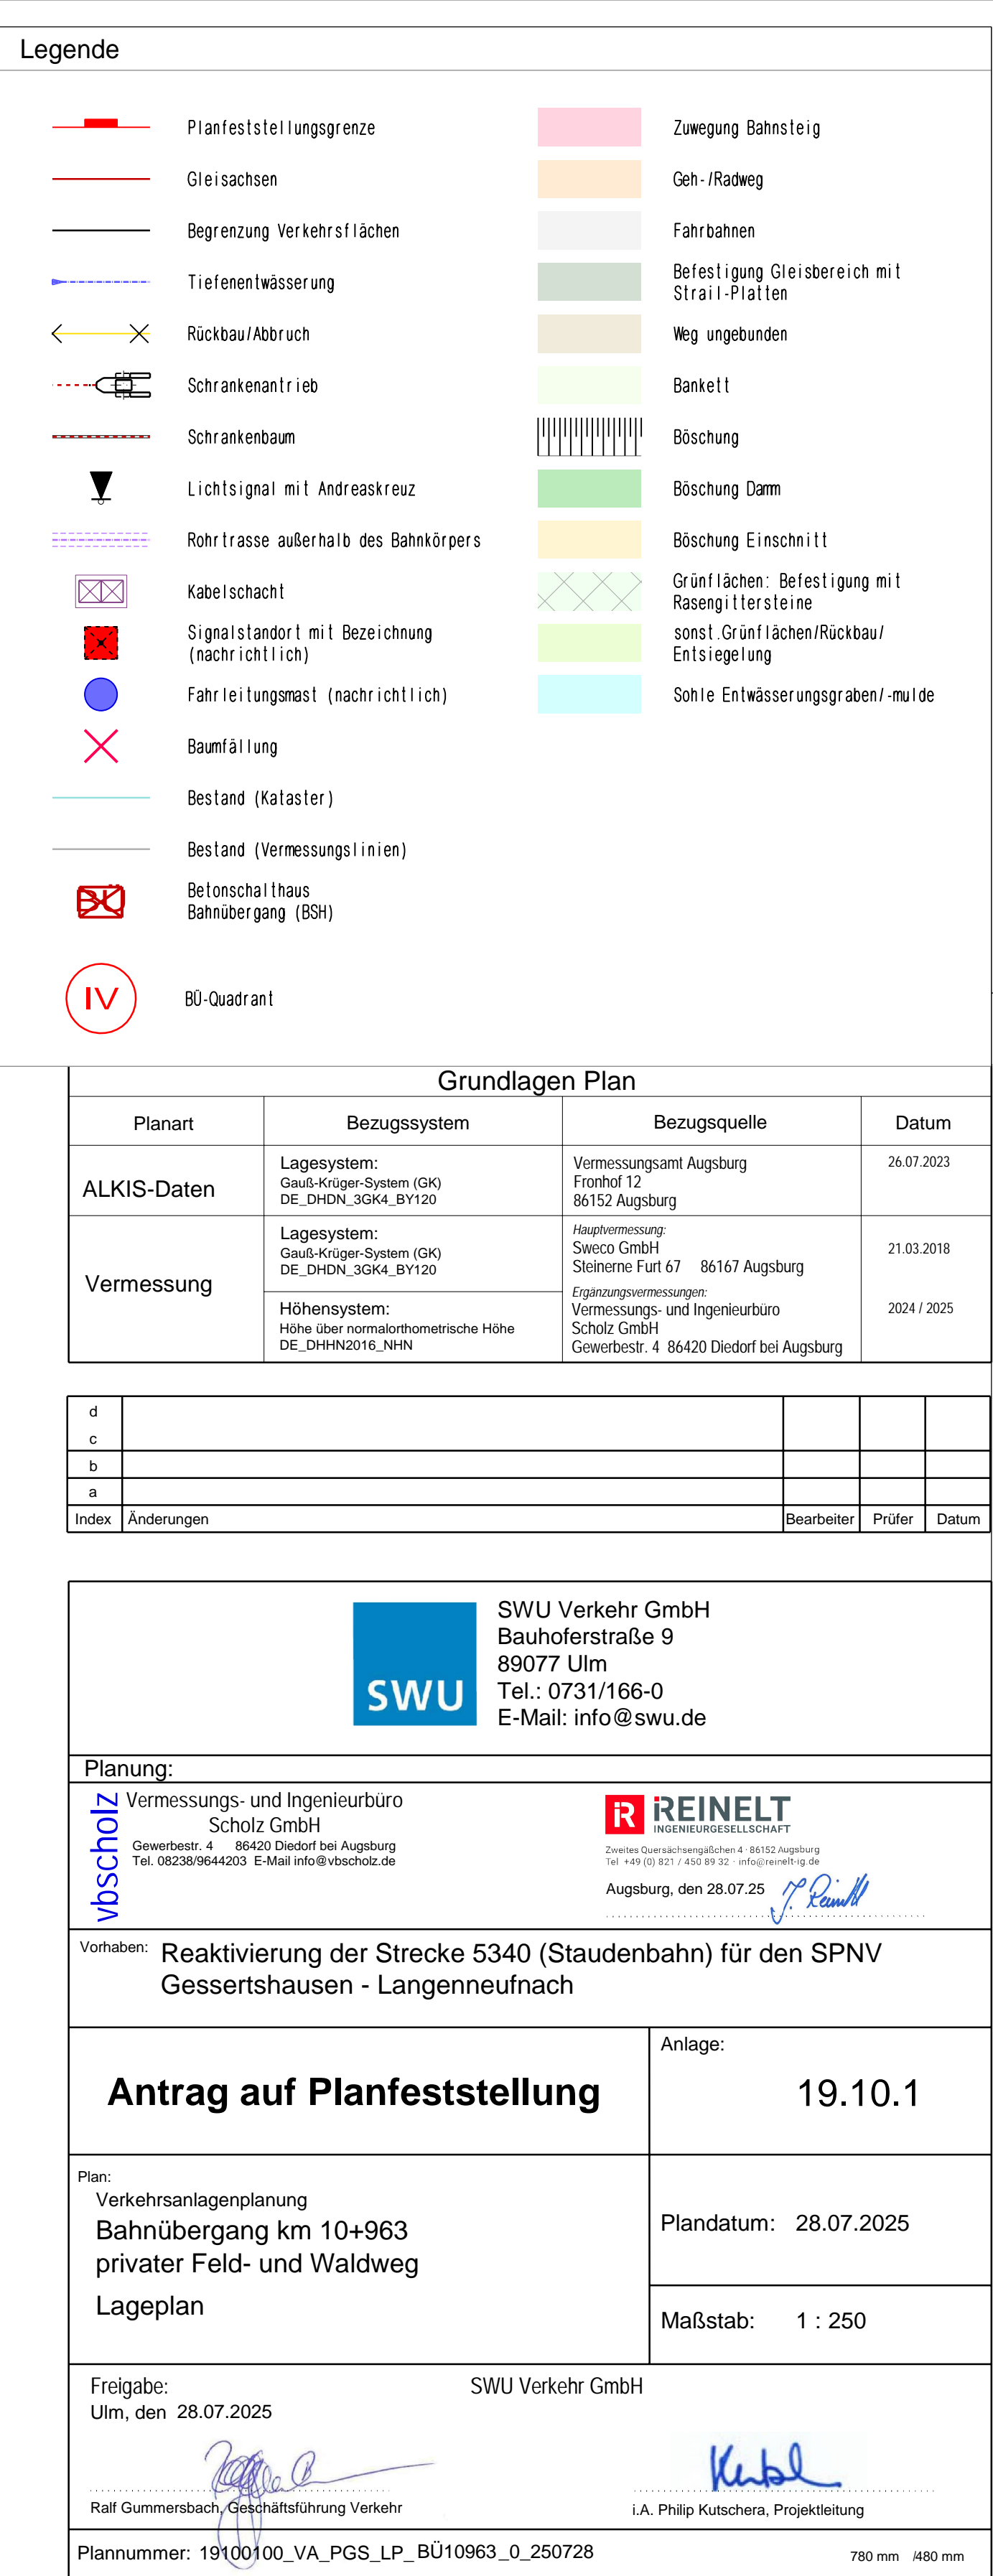 Legende
Planfeststellungsgrenze
Gleisachsen
Begrenzung Verkehrsflächen
Tiefenentwässerung
Rückbau/Abbruch
Schrankenantrieb
Schrankenbaum
Lichtsignal mit Andreaskreuz
Rohrtrasse außerhalb des Bahnkörpers
Kabelschacht
Signalstandort mit Bezeichnung
(nachrichtlich)
Fahrleitungsmast (nachrichtlich)
Baumfällung
Bestand (Kataster)
Bestand (Vermessungslinien)
BÜ
Betonschalthaus
Bahnübergang (BSH)
IV
BÜ-Quadrant
Zuwegung Bahnsteig
Geh-/Radweg
Fahrbahnen
Befestigung Gleisbereich mit
Strail-Platten
Weg ungebunden
Bankett
Böschung
Böschung Damm
Böschung Einschnitt
Grünflächen: Befestigung mit
Rasengittersteine
sonst.Grünflächen/Rückbau/
Entsiegelung
Sohle Entwässerungsgraben/-mulde
Grundlagen Plan
Planart
Bezugssystem
Bezugsquelle
Datum
ALKIS-Daten
Lagesystem:
Gauß-Krüger-System (GK)
DE_DHDN_3GK4_BY120
Vermessungsamt Augsburg
Fronhof 12
86152 Augsburg
26.07.2023
Vermessung
Lagesystem:
Gauß-Krüger-System (GK)
DE_DHDN_3GK4_BY120
Hauptvermessung:
Sweco GmbH
Steinerne Furt 67 86167 Augsburg
21.03.2018
Höhensystem:
Höhe über normalorthometrische Höhe
DE_DHHN2016_NHN
Ergänzungsvermessungen:
Vermessungs- und Ingenieurbüro
Scholz GmbH
Gewerbestr. 4 86420 Diedorf bei Augsburg
2024 / 2025
d
c
b
a
Index Änderungen Bearbeiter Prüfer Datum
SWU
SWU Verkehr GmbH
Bauhoferstraße 9
89077 Ulm
Tel.: 0731/166-0
E-Mail: info@swu.de
Planung:
vbscholz
Vermessungs- und Ingenieurbüro
Scholz GmbH
Gewerbestr. 4 86420 Diedorf bei Augsburg
Tel. 08238/9644203 E-Mail info@vbscholz.de
R REINELT
INGENIEURGESELLSCHAFT
Zweites Quersächsengäßchen 4 · 86152 Augsburg
Tel +49 (0) 821 / 450 89 32 · info@reinelt-ig.de
Augsburg, den 28.07.25
J. Reinelt
Vorhaben:
Reaktivierung der Strecke 5340 (Staudenbahn) für den SPNV
Gessertshausen - Langenneufnach
Antrag auf Planfeststellung
Anlage:
19.10.1
Plan:
Verkehrsanlagenplanung
Bahnübergang km 10+963
privater Feld- und Waldweg
Lageplan
Plandatum: 28.07.2025
Maßstab: 1 : 250
Freigabe:
SWU Verkehr GmbH
Ulm, den 28.07.2025
Ralf Gummersbach, Geschäftsführung Verkehr
i.A. Philip Kutschera, Projektleitung
Plannummer: 19100100_VA_PGS_LP_BÜ10963_0_250728
780 mm /480 mm